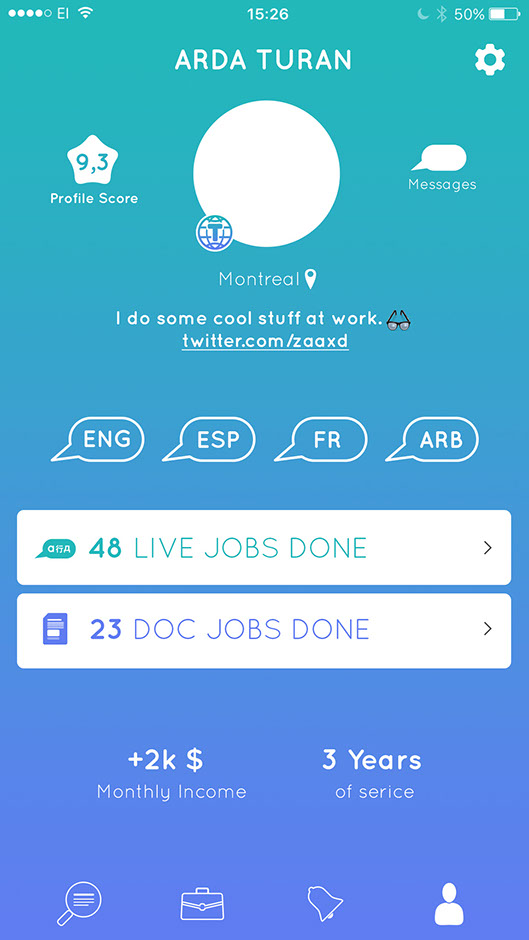 EI 15:26 50%
ARDA TURAN
9,3
Profile Score
Messages
T
Montreal
I do some cool stuff at work.
twitter.com/zaaxd
ENG ESP FR ARB
48 LIVE JOBS DONE
23 DOC JOBS DONE
+2k $ 3 Years
Monthly Income of serice